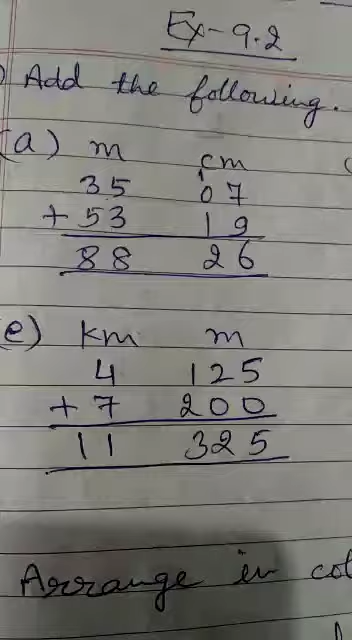 Ex-9.2
) Add the following.
(a) m cm
1
35 07
+ 53 19
88 26
e) km m
4 125
+ 7 200
11 325
Arrange in col